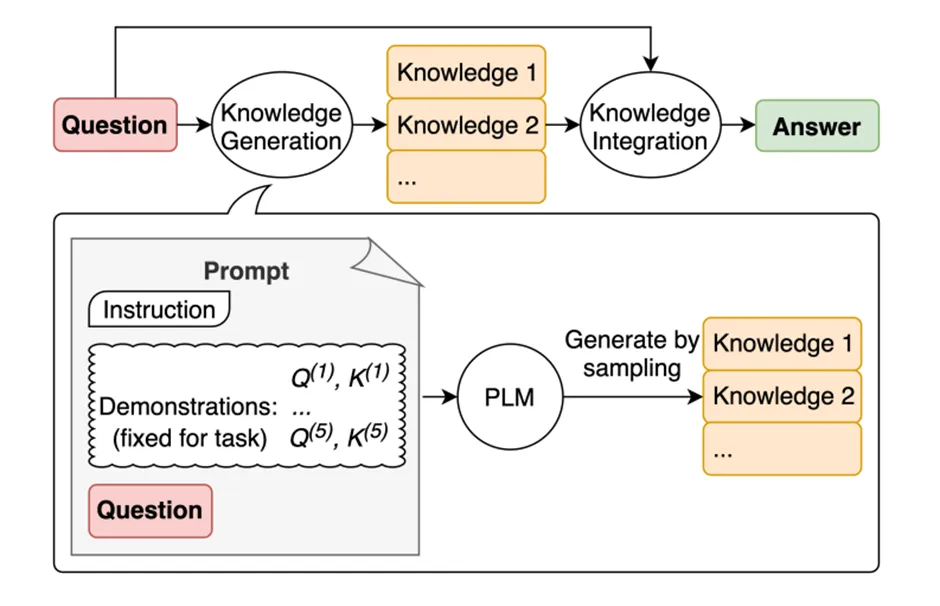 Question
Knowledge
Generation
Knowledge 1
Knowledge 2
...
Knowledge
Integration
Answer
Prompt
Instruction
Demonstrations:
(fixed for task)
Q(1), K(1)
...
Q(5), K(5)
Question
PLM
Generate by
sampling
Knowledge 1
Knowledge 2
...